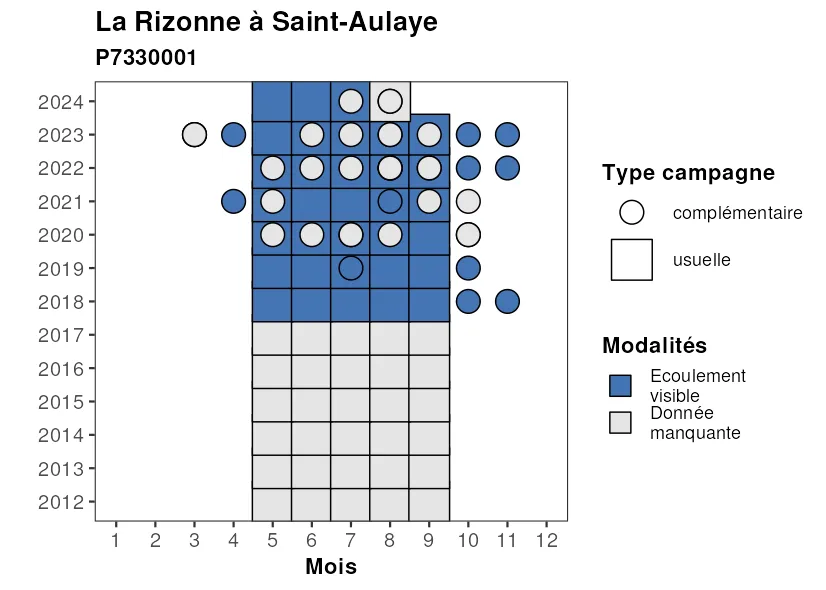 La Rizonne à Saint-Aulaye
P7330001
2024
2023
2022
2021
2020
2019
2018
2017
2016
2015
2014
2013
2012
1 2 3 4 5 6 7 8 9 10 11 12
Mois
Type campagne
complémentaire
usuelle
Modalités
Ecoulement
visible
Donnée
manquante